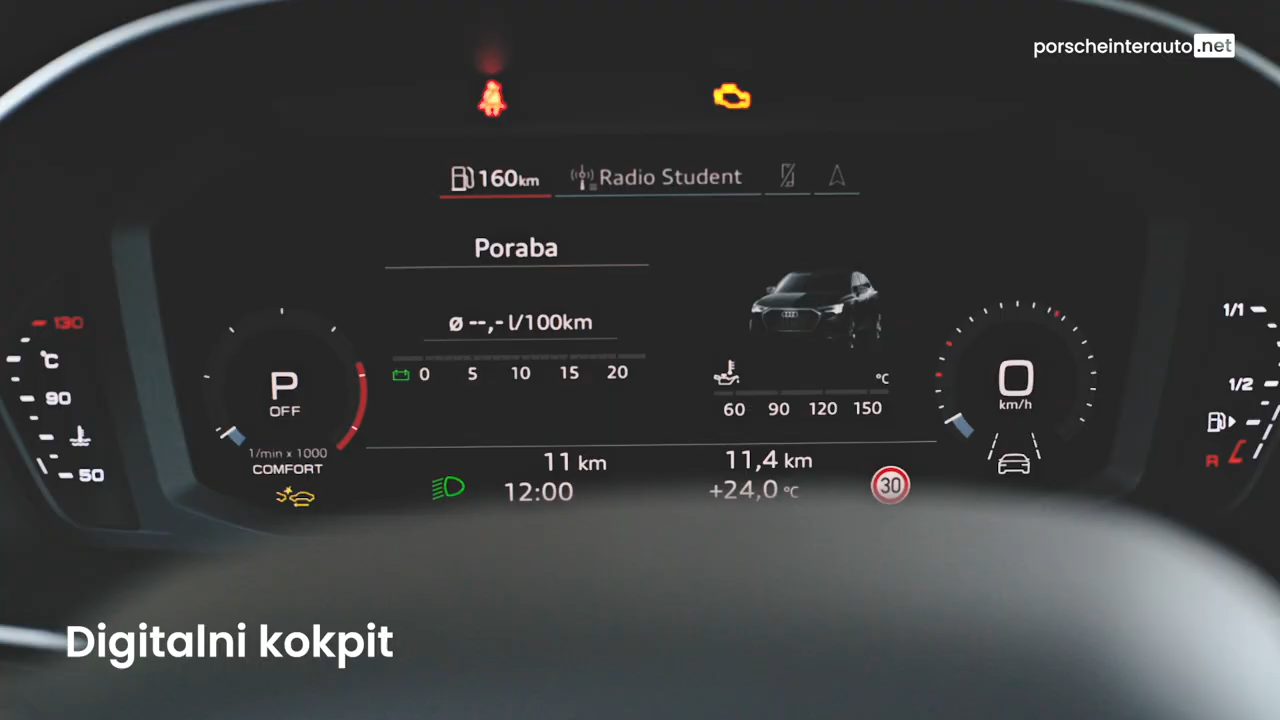 porscheinterauto.net
160km
Radio Student
Poraba
ø --,- l/100km
0 5 10 15 20
°C
60 90 120 150
130
°C
90
50
P
OFF
1/min x 1000
COMFORT
0
km/h
1/1
1/2
R
11 km
11,4 km
12:00
+24,0 °C
30
Digitalni kokpit